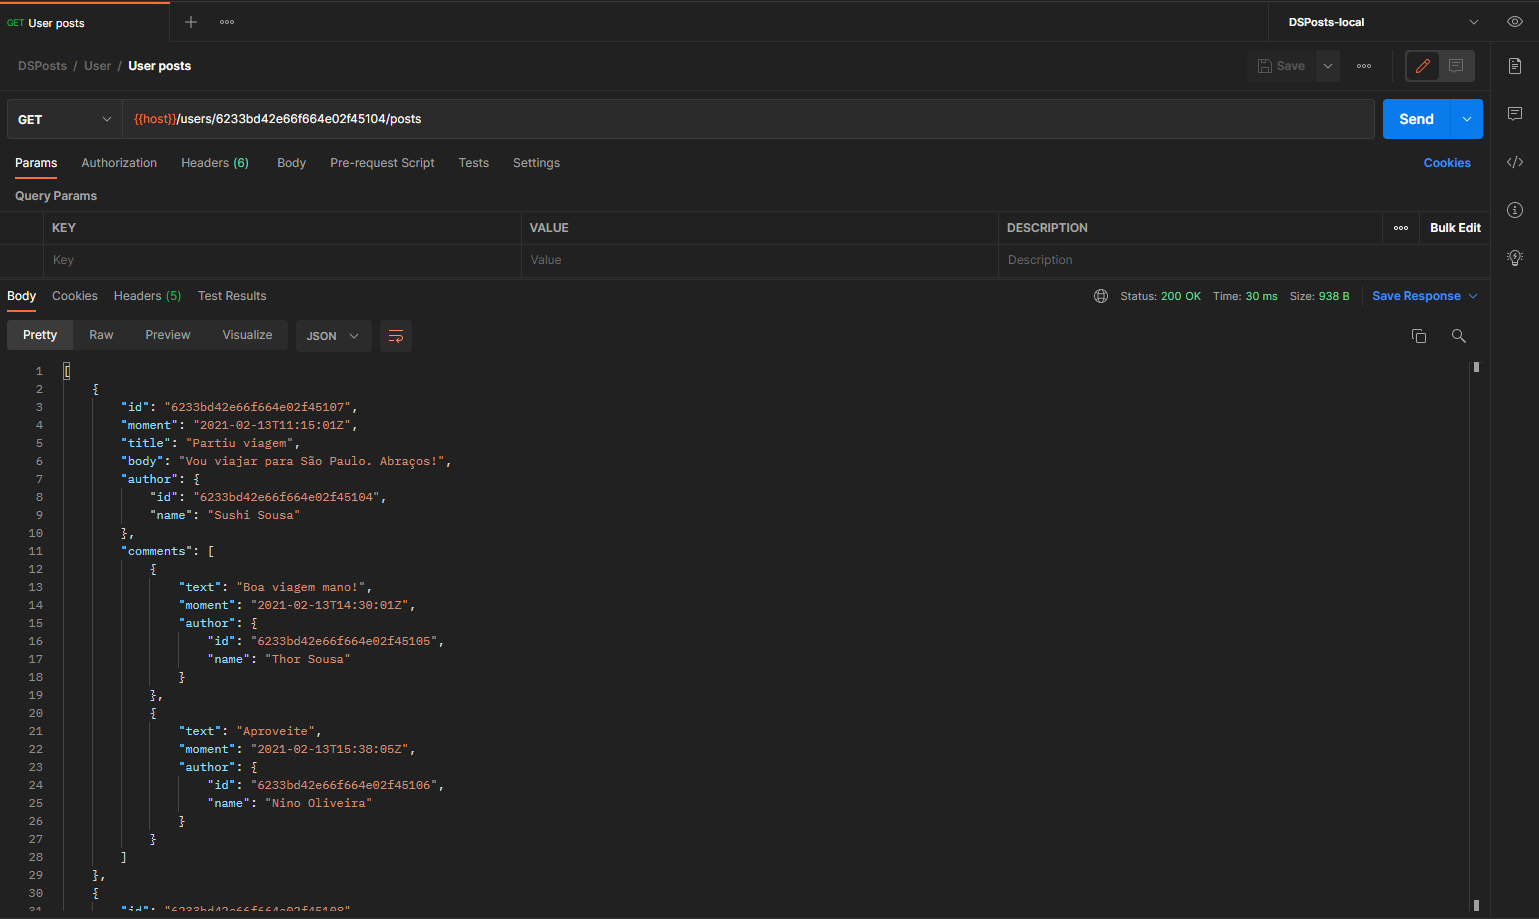 GET User posts
DSPosts-local
DSPosts / User / User posts
Save
GET
{{host}}/users/6233bd42e66f664e02f45104/posts
Send
Params Authorization Headers (6) Body Pre-request Script Tests Settings Cookies
Query Params
KEY VALUE DESCRIPTION Bulk Edit
Key Value Description
Body Cookies Headers (5) Test Results Status: 200 OK Time: 30 ms Size: 938 B Save Response
Pretty Raw Preview Visualize JSON
1 [
2 {
3 "id": "6233bd42e66f664e02f45107",
4 "moment": "2021-02-13T11:15:01Z",
5 "title": "Partiu viagem",
6 "body": "Vou viajar para São Paulo. Abraços!",
7 "author": {
8 "id": "6233bd42e66f664e02f45104",
9 "name": "Sushi Sousa"
10 },
11 "comments": [
12 {
13 "text": "Boa viagem mano!",
14 "moment": "2021-02-13T14:30:01Z",
15 "author": {
16 "id": "6233bd42e66f664e02f45105",
17 "name": "Thor Sousa"
18 }
19 },
20 {
21 "text": "Aproveite",
22 "moment": "2021-02-13T15:38:05Z",
23 "author": {
24 "id": "6233bd42e66f664e02f45106",
25 "name": "Nino Oliveira"
26 }
27 }
28 ]
29 },
30 {
31 "id": "6233bd42e66f664e02f45108",